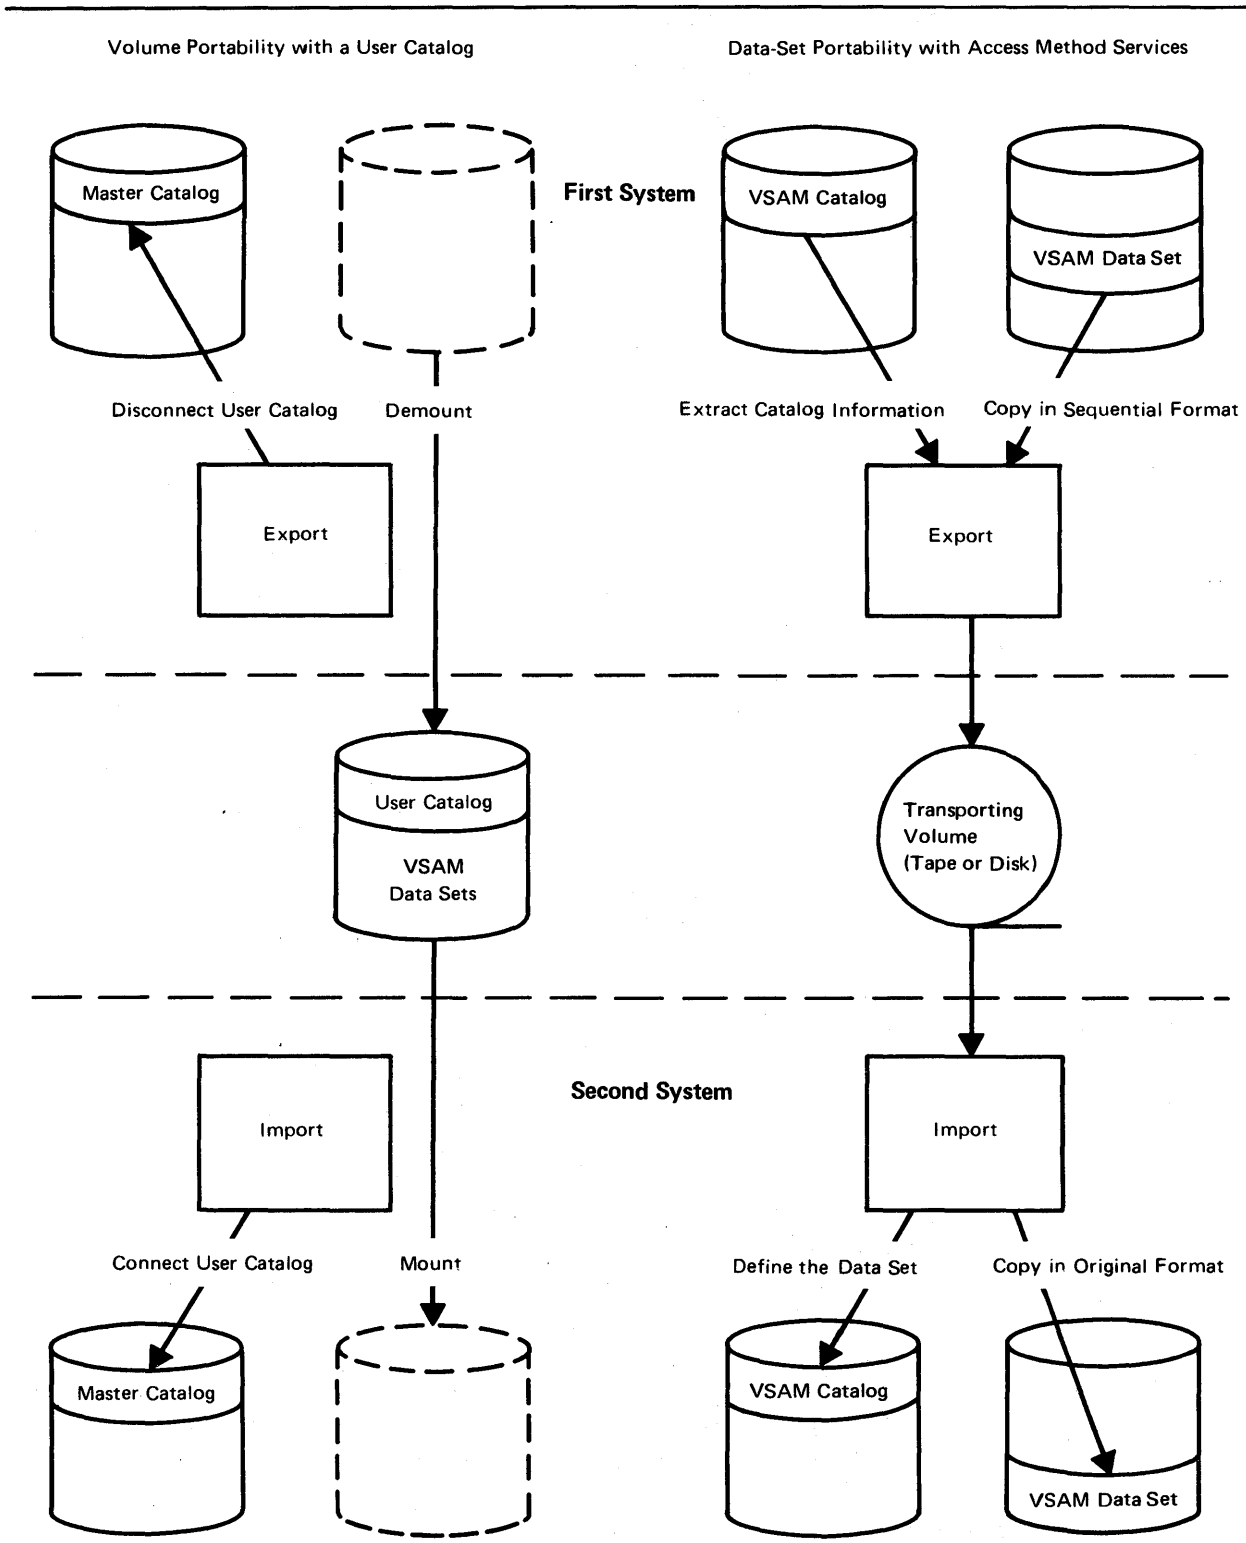 Volume Portability with a User Catalog
Data-Set Portability with Access Method Services
Master Catalog
First System
VSAM Catalog
VSAM Data Set
Disconnect User Catalog
Demount
Extract Catalog Information
Copy in Sequential Format
Export
Export
User Catalog
VSAM
Data Sets
Transporting
Volume
(Tape or Disk)
Second System
Import
Import
Connect User Catalog
Mount
Define the Data Set
Copy in Original Format
Master Catalog
VSAM Catalog
VSAM Data Set